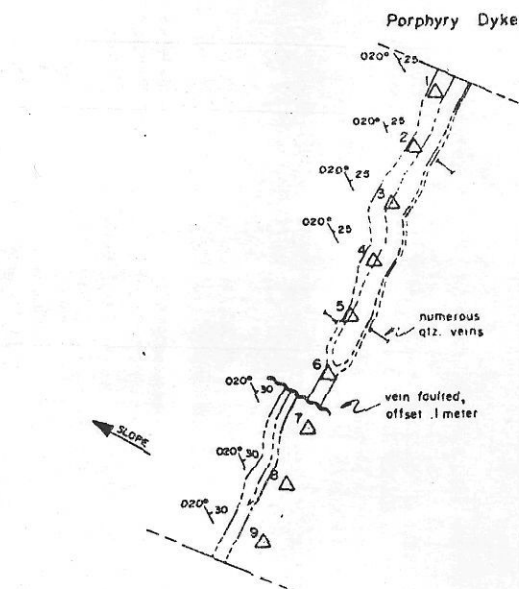 Porphyry Dyke
020° 25
1
020° 25
2
020° 25
3
020° 25
4
5
numerous
qtz. veins
6
020° 30
vein faulted,
offset .1 meter
7
SLOPE
020° 30
8
020° 30
9